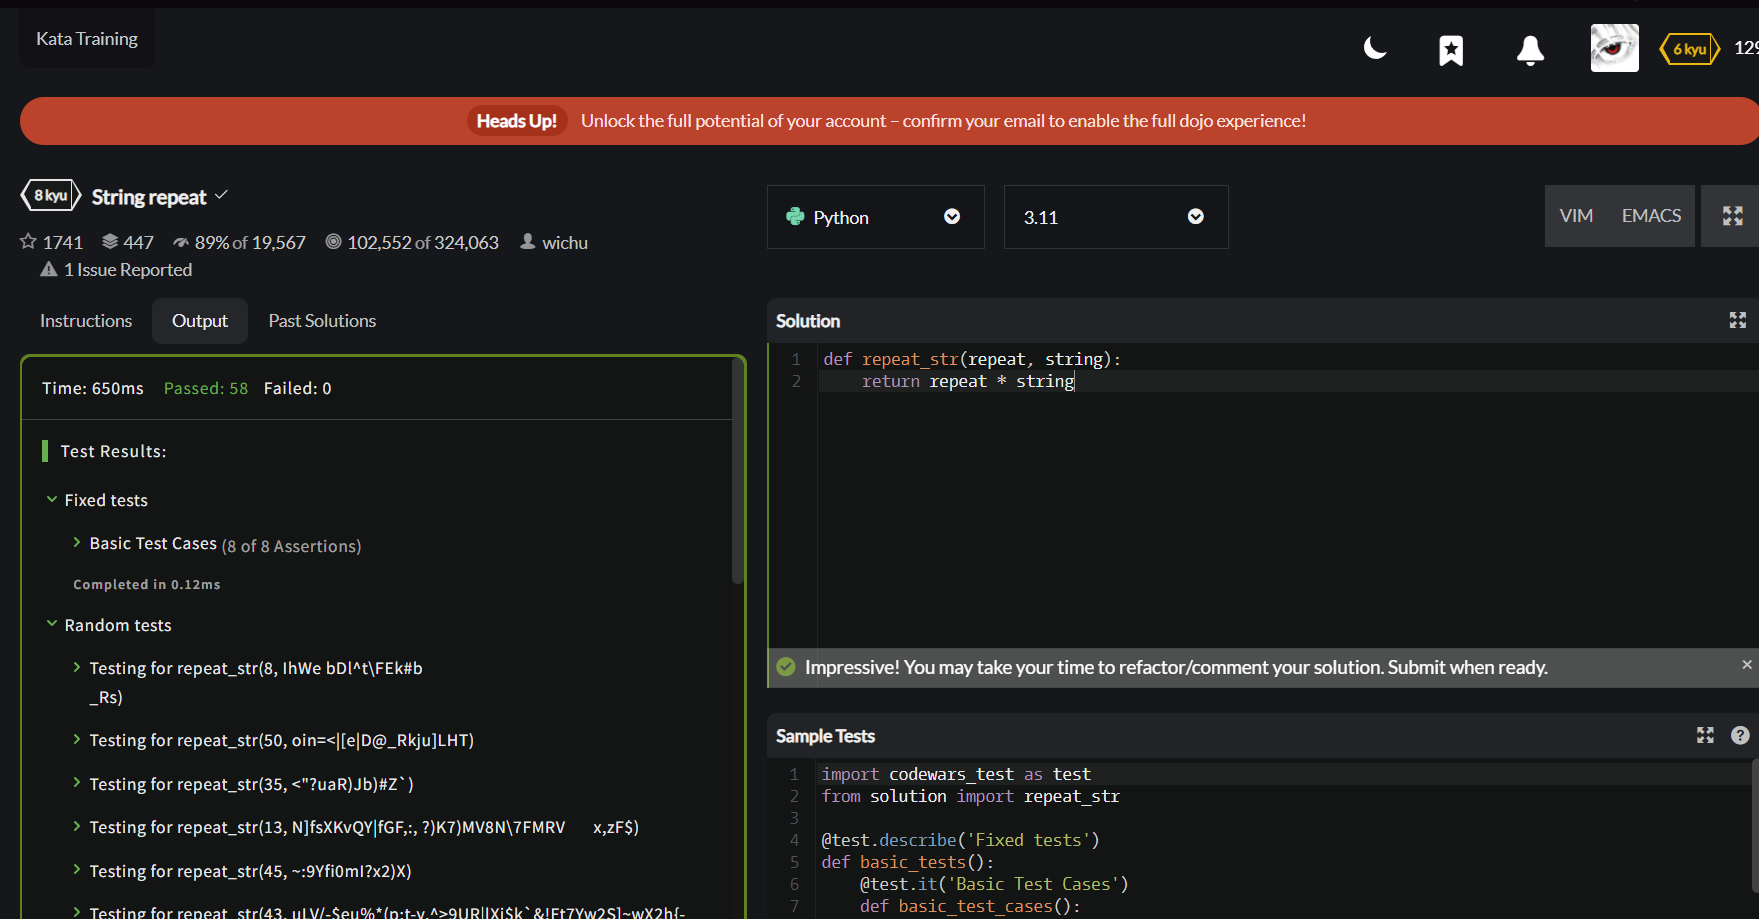 Kata Training
6 kyu
129
Heads Up! Unlock the full potential of your account – confirm your email to enable the full dojo experience!
8 kyu String repeat
1741 447 89% of 19,567 102,552 of 324,063 wichu
1 Issue Reported
Python
3.11
VIM EMACS
Instructions Output Past Solutions
Time: 650ms Passed: 58 Failed: 0
Test Results:
Fixed tests
Basic Test Cases (8 of 8 Assertions)
Completed in 0.12ms
Random tests
Testing for repeat_str(8, IhWe bDl^t\FEk#b
_Rs)
Testing for repeat_str(50, oin=<|[e|D@_Rkju]LHT)
Testing for repeat_str(35, <"?uaR)Jb)#Z`)
Testing for repeat_str(13, N]fsXKvQY|fGF,:, ?)K7)MV8N\7FMRV x,zF$)
Testing for repeat_str(45, ~:9Yfi0mI?x2)X)
Testing for repeat_str(43,
Solution
1 def repeat_str(repeat, string):
2 return repeat * string
Impressive! You may take your time to refactor/comment your solution. Submit when ready.
Sample Tests
1 import codewars_test as test
2 from solution import repeat_str
3
4 @test.describe('Fixed tests')
5 def basic_tests():
6 @test.it('Basic Test Cases')
7 def basic_test_cases():